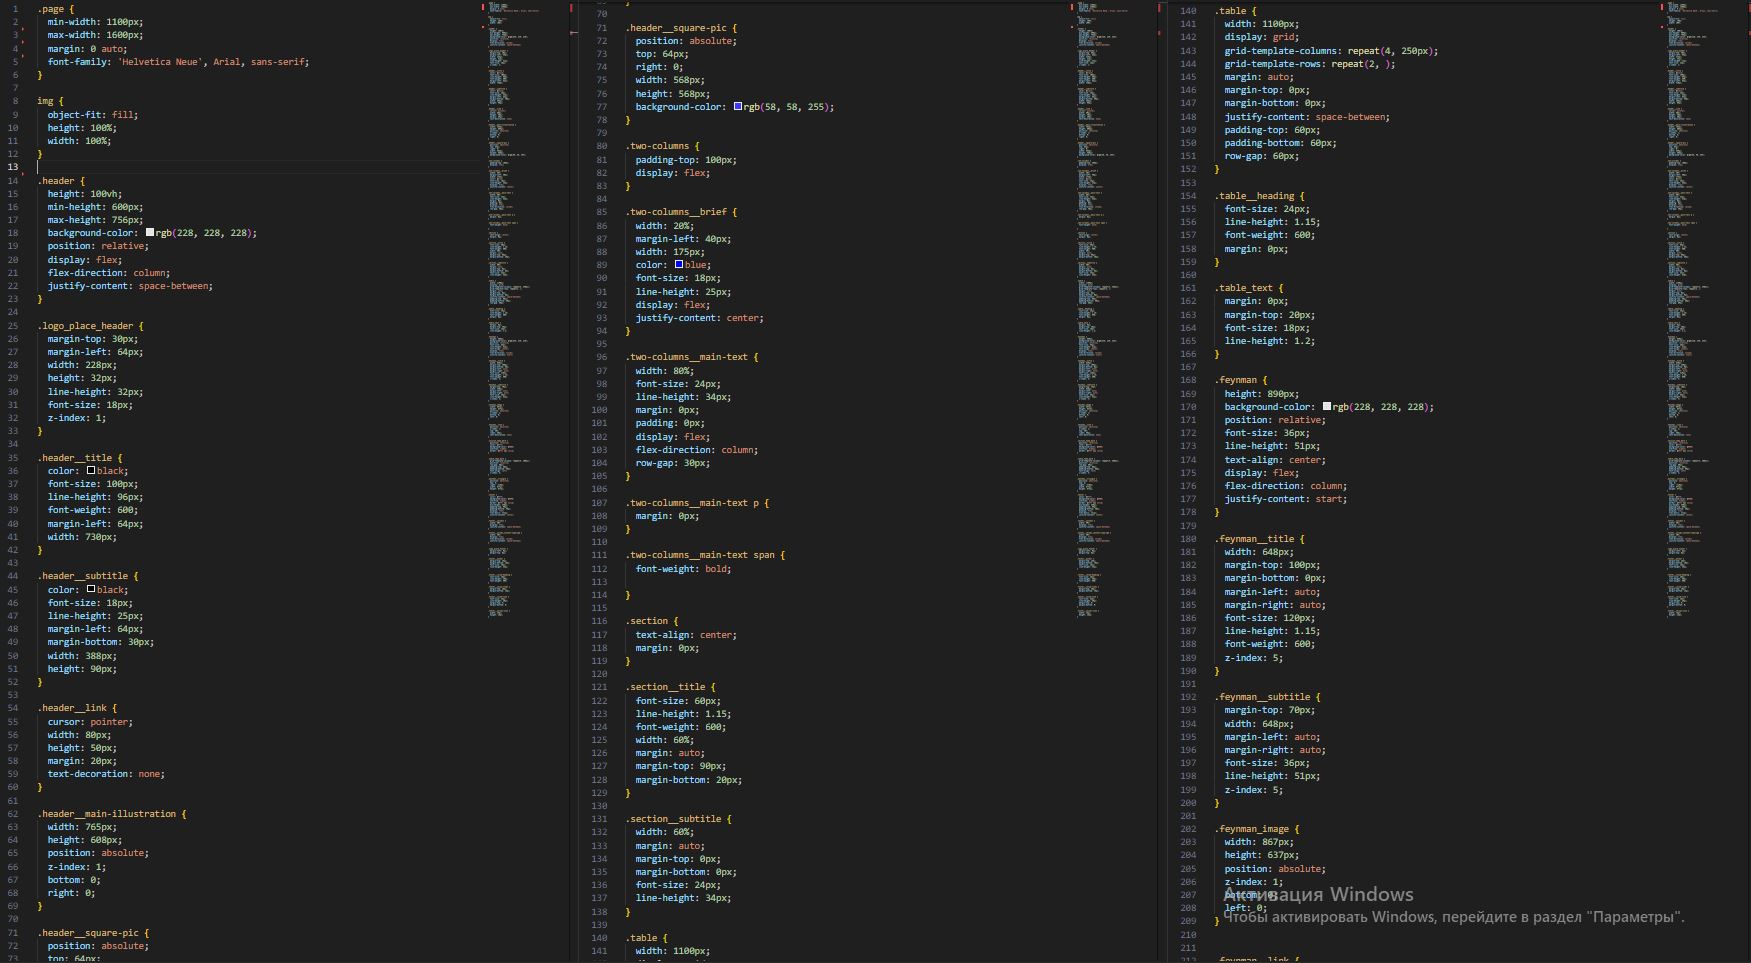 1 .page {
2 min-width: 1100px;
3 max-width: 1600px;
4 margin: 0 auto;
5 font-family: 'Helvetica Neue', Arial, sans-serif;
6 }
7
8 img {
9 object-fit: fill;
10 height: 100%;
11 width: 100%;
12 }
13
14 .header {
15 height: 100vh;
16 min-height: 600px;
17 max-height: 756px;
18 background-color: rgb(228, 228, 228);
19 position: relative;
20 display: flex;
21 flex-direction: column;
22 justify-content: space-between;
23 }
24
25 .logo_place_header {
26 margin-top: 30px;
27 margin-left: 64px;
28 width: 228px;
29 height: 32px;
30 line-height: 32px;
31 font-size: 18px;
32 z-index: 1;
33 }
34
35 .header__title {
36 color: black;
37 font-size: 100px;
38 line-height: 96px;
39 font-weight: 600;
40 margin-left: 64px;
41 width: 730px;
42 }
43
44 .header__subtitle {
45 color: black;
46 font-size: 18px;
47 line-height: 25px;
48 margin-left: 64px;
49 margin-bottom: 30px;
50 width: 388px;
51 height: 90px;
52 }
53
54 .header__link {
55 cursor: pointer;
56 width: 80px;
57 height: 50px;
58 margin: 20px;
59 text-decoration: none;
60 }
61
62 .header__main-illustration {
63 width: 765px;
64 height: 608px;
65 position: absolute;
66 z-index: 1;
67 bottom: 0;
68 right: 0;
69 }
70
71 .header__square-pic {
72 position: absolute;
73 top: 64px;
70
71 .header__square-pic {
72 position: absolute;
73 top: 64px;
74 right: 0;
75 width: 568px;
76 height: 568px;
77 background-color: rgb(58, 58, 255);
78 }
79
80 .two-columns {
81 padding-top: 100px;
82 display: flex;
83 }
84
85 .two-columns__brief {
86 width: 20%;
87 margin-left: 40px;
88 width: 175px;
89 color: blue;
90 font-size: 18px;
91 line-height: 25px;
92 display: flex;
93 justify-content: center;
94 }
95
96 .two-columns__main-text {
97 width: 80%;
98 font-size: 24px;
99 line-height: 34px;
100 margin: 0px;
101 padding: 0px;
102 display: flex;
103 flex-direction: column;
104 row-gap: 30px;
105 }
106
107 .two-columns__main-text p {
108 margin: 0px;
109 }
110
111 .two-columns__main-text span {
112 font-weight: bold;
113
114 }
115
116 .section {
117 text-align: center;
118 margin: 0px;
119 }
120
121 .section__title {
122 font-size: 60px;
123 line-height: 1.15;
124 font-weight: 600;
125 width: 60%;
126 margin: auto;
127 margin-top: 90px;
128 margin-bottom: 20px;
129 }
130
131 .section__subtitle {
132 width: 60%;
133 margin: auto;
134 margin-top: 0px;
135 margin-bottom: 0px;
136 font-size: 24px;
137 line-height: 34px;
138 }
139
140 .table {
141 width: 1100px;
140 .table {
141 width: 1100px;
142 display: grid;
143 grid-template-columns: repeat(4, 250px);
144 grid-template-rows: repeat(2, );
145 margin: auto;
146 margin-top: 0px;
147 margin-bottom: 0px;
148 justify-content: space-between;
149 padding-top: 60px;
150 padding-bottom: 60px;
151 row-gap: 60px;
152 }
153
154 .table__heading {
155 font-size: 24px;
156 line-height: 1.15;
157 font-weight: 600;
158 margin: 0px;
159 }
160
161 .table_text {
162 margin: 0px;
163 margin-top: 20px;
164 font-size: 18px;
165 line-height: 1.2;
166 }
167
168 .feynman {
169 height: 890px;
170 background-color: rgb(228, 228, 228);
171 position: relative;
172 font-size: 36px;
173 line-height: 51px;
174 text-align: center;
175 display: flex;
176 flex-direction: column;
177 justify-content: start;
178 }
179
180 .feynman__title {
181 width: 648px;
182 margin-top: 100px;
183 margin-bottom: 0px;
184 margin-left: auto;
185 margin-right: auto;
186 font-size: 120px;
187 line-height: 1.15;
188 font-weight: 600;
189 z-index: 5;
190 }
191
192 .feynman__subtitle {
193 margin-top: 70px;
194 width: 648px;
195 margin-left: auto;
196 margin-right: auto;
197 font-size: 36px;
198 line-height: 51px;
199 z-index: 5;
200 }
201
202 .feynman_image {
203 width: 867px;
204 height: 637px;
205 position: absolute;
206 z-index: 1;
207 bottom: 0;
208 left: 0;
209 }
210
211
212 .feynman__link {
Активация Windows
Чтобы активировать Windows, перейдите в раздел "Параметры".